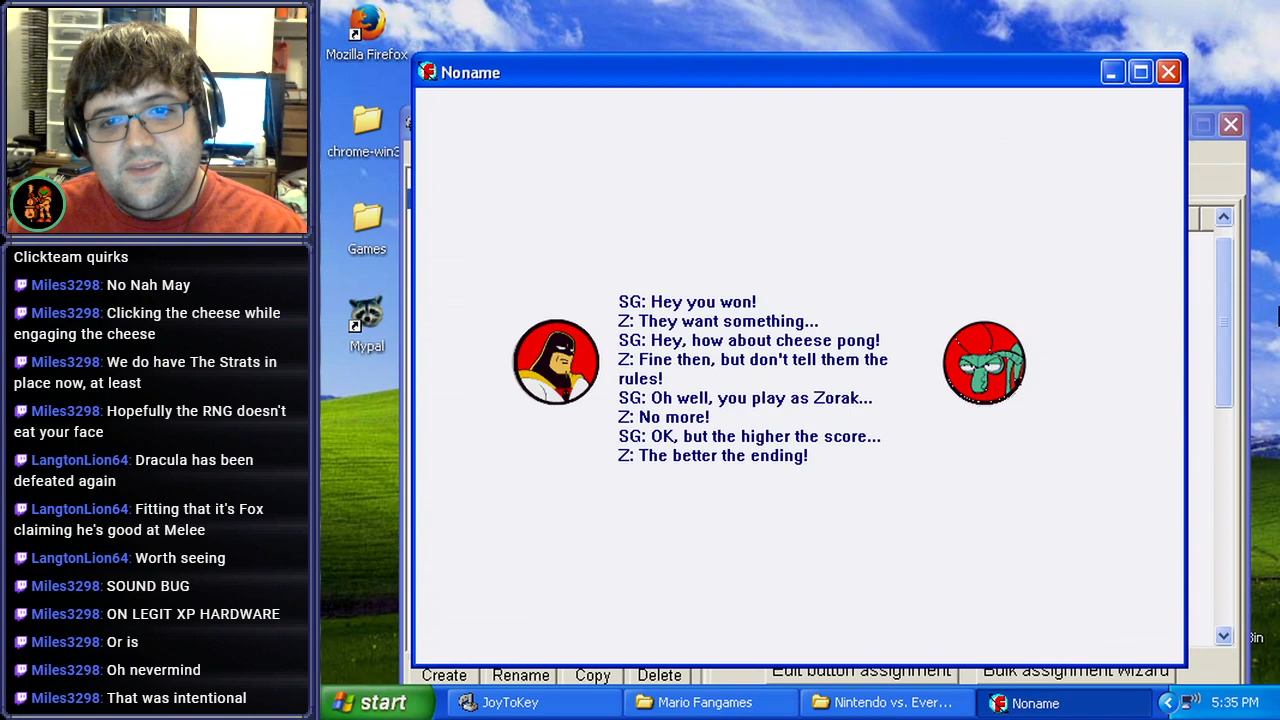 Clickteam quirks
Miles3298: No Nah May
Miles3298: Clicking the cheese while
engaging the cheese
Miles3298: We do have The Strats in
place now, at least
Miles3298: Hopefully the RNG doesn't
eat your face
LangtonLion64: Dracula has been
defeated again
LangtonLion64: Fitting that it's Fox
claiming he's good at Melee
LangtonLion64: Worth seeing
Miles3298: SOUND BUG
Miles3298: ON LEGIT XP HARDWARE
Miles3298: Or is
Miles3298: Oh nevermind
Miles3298: That was intentional
Mozilla Firefox
chrome-win3
Games
Mypal
Noname
SG: Hey you won!
Z: They want something...
SG: Hey, how about cheese pong!
Z: Fine then, but don't tell them the
rules!
SG: Oh well, you play as Zorak...
Z: No more!
SG: OK, but the higher the score...
Z: The better the ending!
Bin
Create Rename Copy Delete Edit button assignment Bulk assignment wizard
start JoyToKey Mario Fangames Nintendo vs. Ever... Noname 5:35 PM